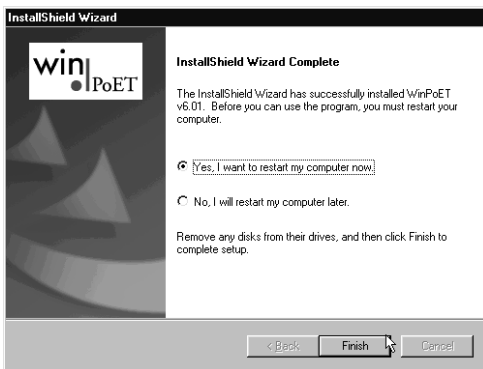 InstallShield Wizard
win
PoET
InstallShield Wizard Complete
The InstallShield Wizard has successfully installed WinPoET
v6.01. Before you can use the program, you must restart your
computer.
Yes, I want to restart my computer now.
No, I will restart my computer later.
Remove any disks from their drives, and then click Finish to
complete setup.
< Back
Finish
Cancel